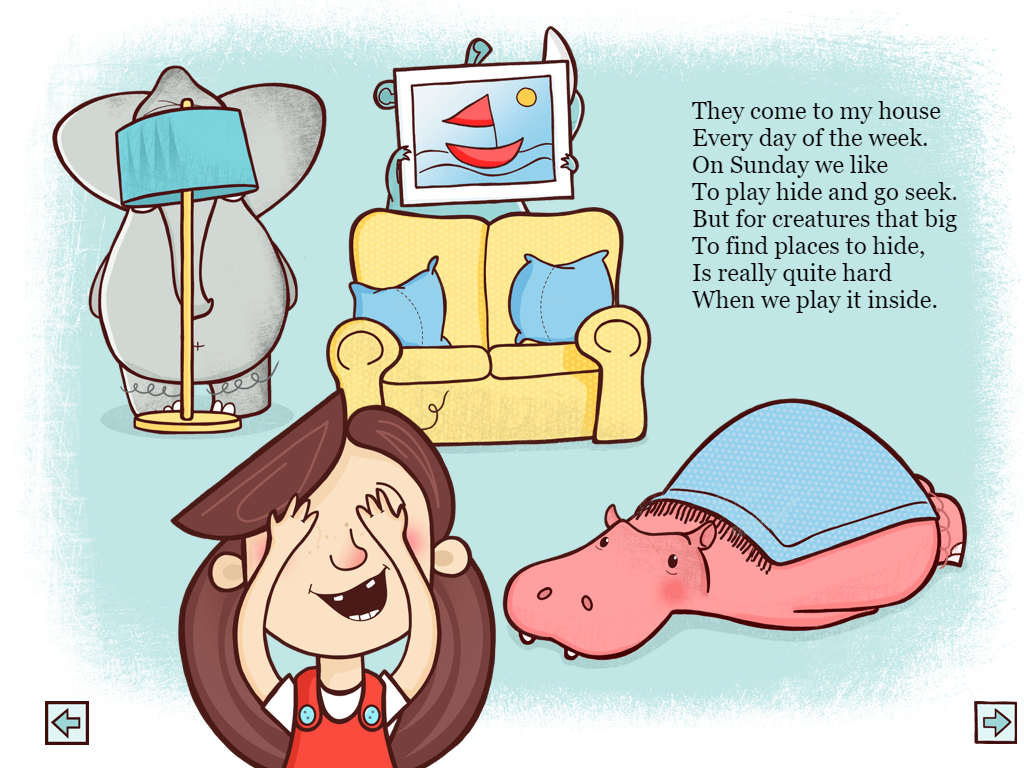 They come to my house
Every day of the week.
On Sunday we like
To play hide and go seek.
But for creatures that big
To find places to hide,
Is really quite hard
When we play it inside.